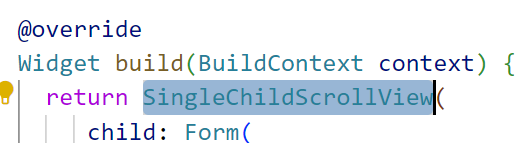 @override
Widget build(BuildContext context) {
return SingleChildScrollView(
child: Form(